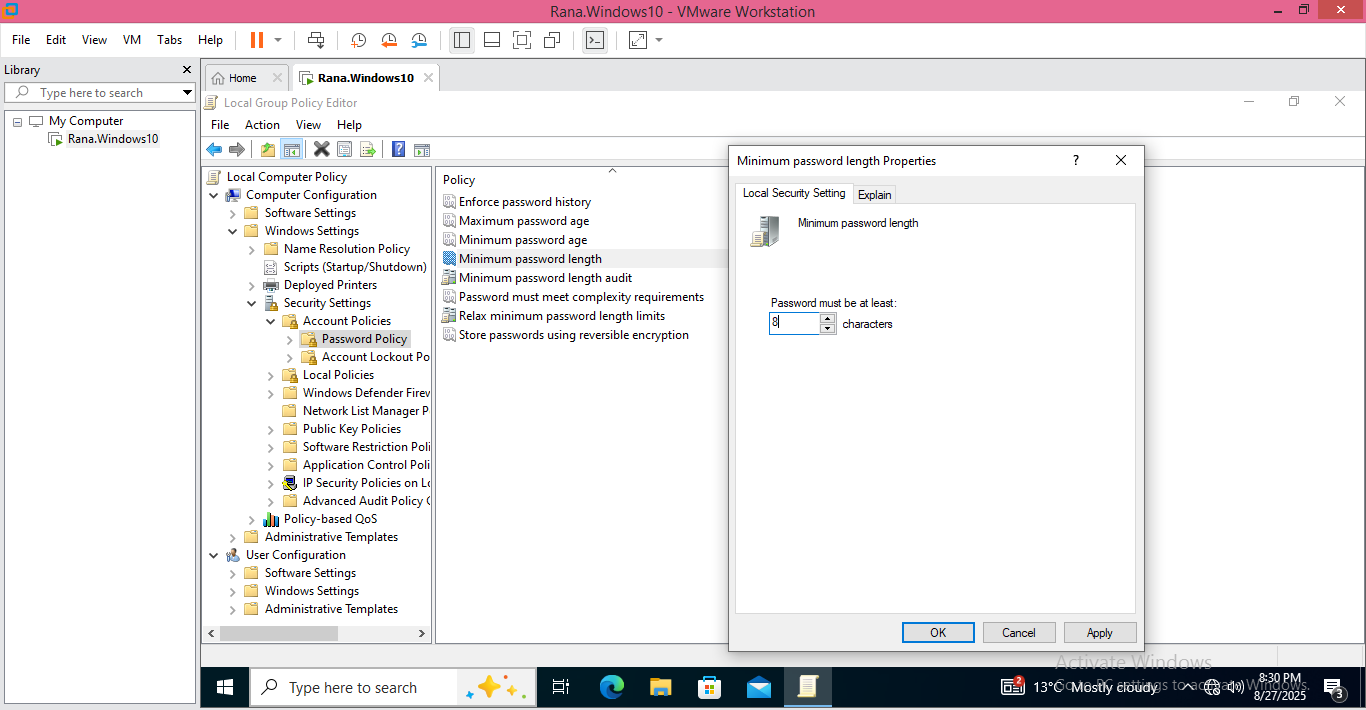 Rana.Windows10 - VMware Workstation
File Edit View VM Tabs Help
Library
Type here to search
My Computer
Rana.Windows10
Home
Rana.Windows10
Local Group Policy Editor
File Action View Help
Local Computer Policy
Computer Configuration
Software Settings
Windows Settings
Name Resolution Policy
Scripts (Startup/Shutdown)
Deployed Printers
Security Settings
Account Policies
Password Policy
Account Lockout Po
Local Policies
Windows Defender Firew
Network List Manager P
Public Key Policies
Software Restriction Poli
Application Control Poli
IP Security Policies on Lo
Advanced Audit Policy C
Policy-based QoS
Administrative Templates
User Configuration
Software Settings
Windows Settings
Administrative Templates
Policy
Enforce password history
Maximum password age
Minimum password age
Minimum password length
Minimum password length audit
Password must meet complexity requirements
Relax minimum password length limits
Store passwords using reversible encryption
Minimum password length Properties
?
Local Security Setting
Explain
Minimum password length
Password must be at least:
8
characters
OK Cancel Apply
Activate Windows
Go to PC settings to activate Windows.
Type here to search
2
13°C Mostly cloudy
8:30 PM
8/27/2025
3